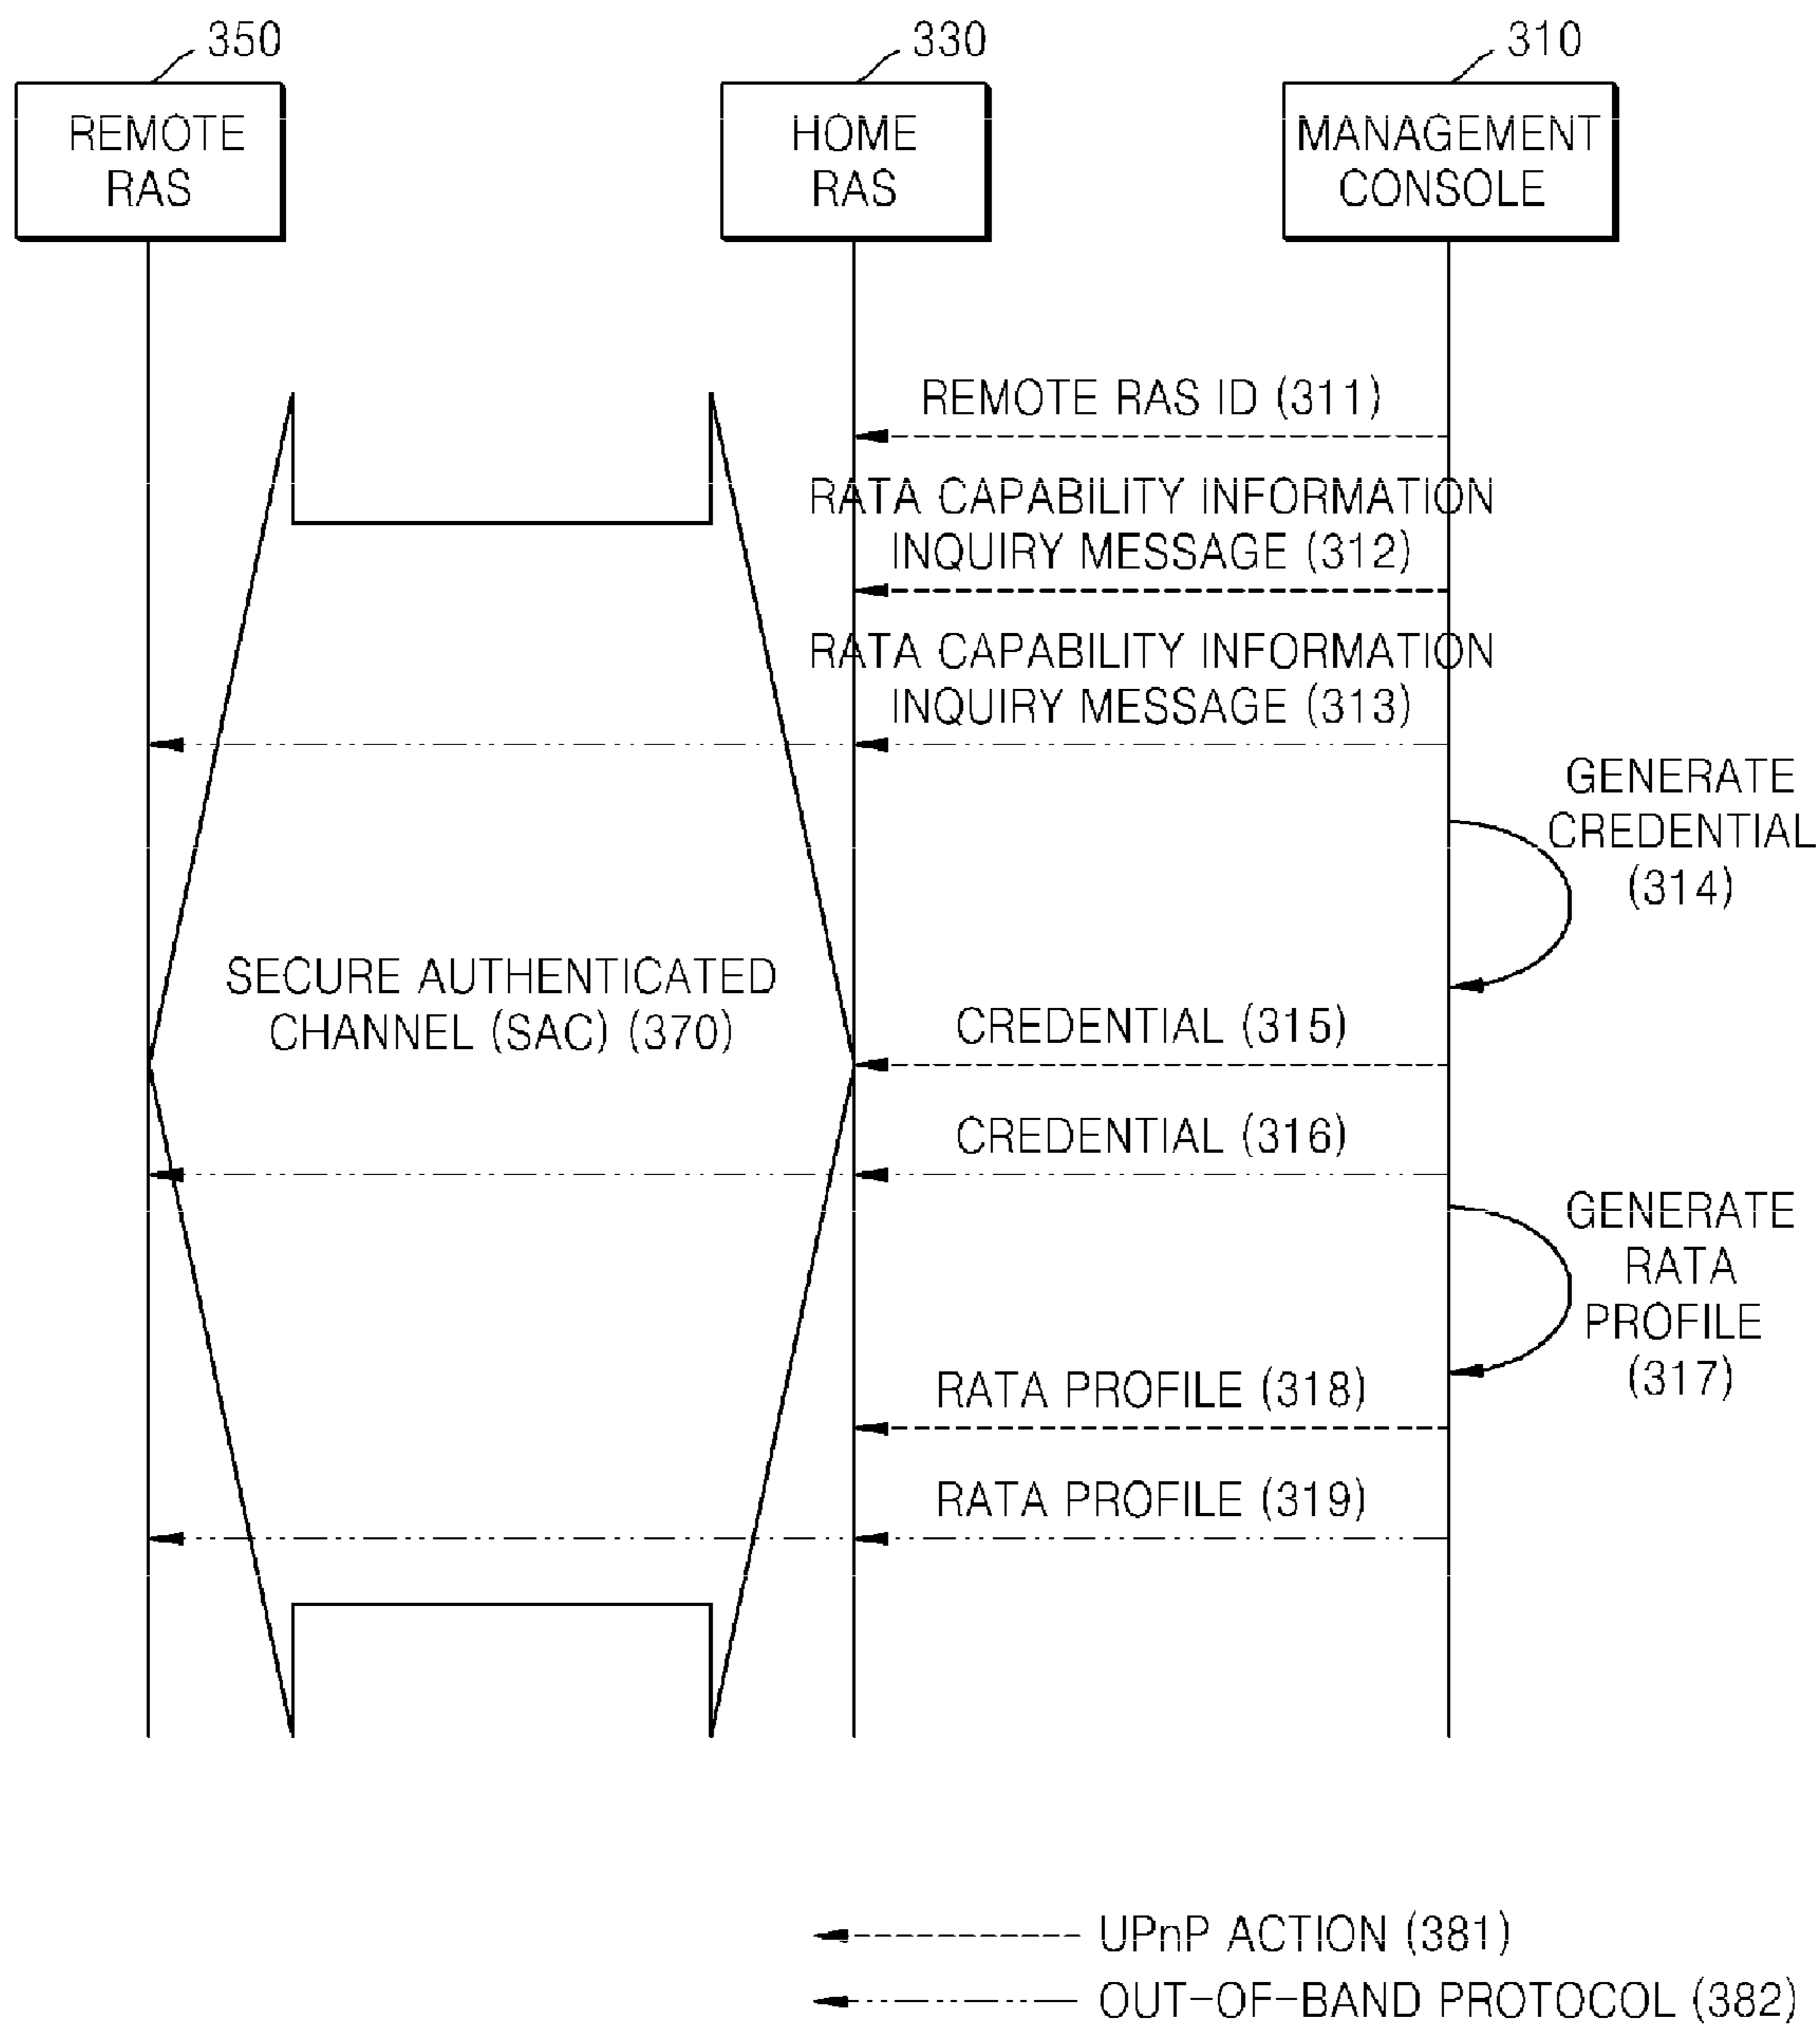 350
330
310
REMOTE
RAS
HOME
RAS
MANAGEMENT
CONSOLE
REMOTE RAS ID (311)
RATA CAPABILITY INFORMATION
INQUIRY MESSAGE (312)
RATA CAPABILITY INFORMATION
INQUIRY MESSAGE (313)
GENERATE
CREDENTIAL
(314)
SECURE AUTHENTICATED
CHANNEL (SAC) (370)
CREDENTIAL (315)
CREDENTIAL (316)
GENERATE
RATA
PROFILE
(317)
RATA PROFILE (318)
RATA PROFILE (319)
UPnP ACTION (381)
OUT-OF-BAND PROTOCOL (382)